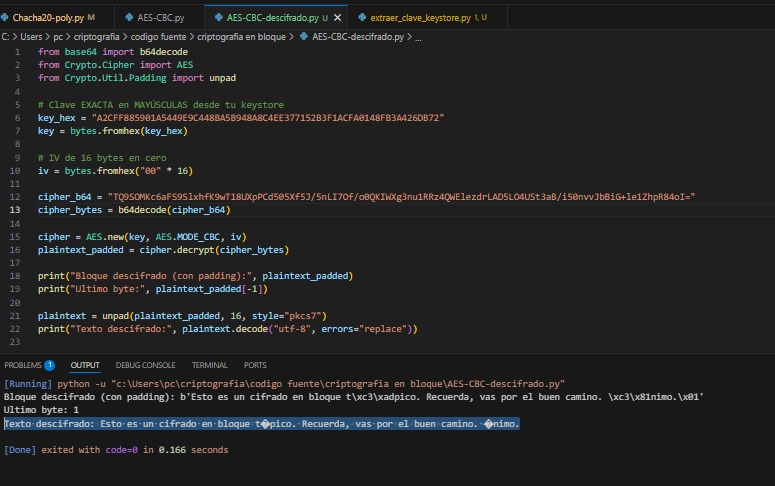 Chacha20-poly.py M AES-CBC.py AES-CBC-descifrado.py U extraer_clave_keystore.py 1, U
C: > Users > pc > criptografia > codigo fuente > criptografia en bloque > AES-CBC-descifrado.py > ...
1 from base64 import b64decode
2 from Crypto.Cipher import AES
3 from Crypto.Util.Padding import unpad
4
5 # Clave EXACTA en MAYÚSCULAS desde tu keystore
6 key_hex = "A2CFF885901A5449E9C448BA5B948A8C4EE377152B3F1ACFA0148FB3A426DB72"
7 key = bytes.fromhex(key_hex)
8
9 # IV de 16 bytes en cero
10 iv = bytes.fromhex("00" * 16)
11
12 cipher_b64 = "TQ9SOMKc6aFS9SlxhfK9wT18UXpPCd505Xf5J/5nLI7Of/o0QKIWXg3nu1RRz4QWElezdrLAD5LO4USt3aB/i50nvvJbBiG+le1ZhpR84oI="
13 cipher_bytes = b64decode(cipher_b64)
14
15 cipher = AES.new(key, AES.MODE_CBC, iv)
16 plaintext_padded = cipher.decrypt(cipher_bytes)
17
18 print("Bloque descifrado (con padding):", plaintext_padded)
19 print("Ultimo byte:", plaintext_padded[-1])
20
21 plaintext = unpad(plaintext_padded, 16, style="pkcs7")
22 print("Texto descifrado:", plaintext.decode("utf-8", errors="replace"))
23
PROBLEMS 1 OUTPUT DEBUG CONSOLE TERMINAL PORTS
[Running] python -u "c:\Users\pc\criptografia\codigo fuente\criptografia en bloque\AES-CBC-descifrado.py"
Bloque descifrado (con padding): b'Esto es un cifrado en bloque t\xc3\xadpico. Recuerda, vas por el buen camino. \xc3\x81nimo.\x01'
Ultimo byte: 1
Texto descifrado: Esto es un cifrado en bloque t�pico. Recuerda, vas por el buen camino. �nimo.
[Done] exited with code=0 in 0.166 seconds